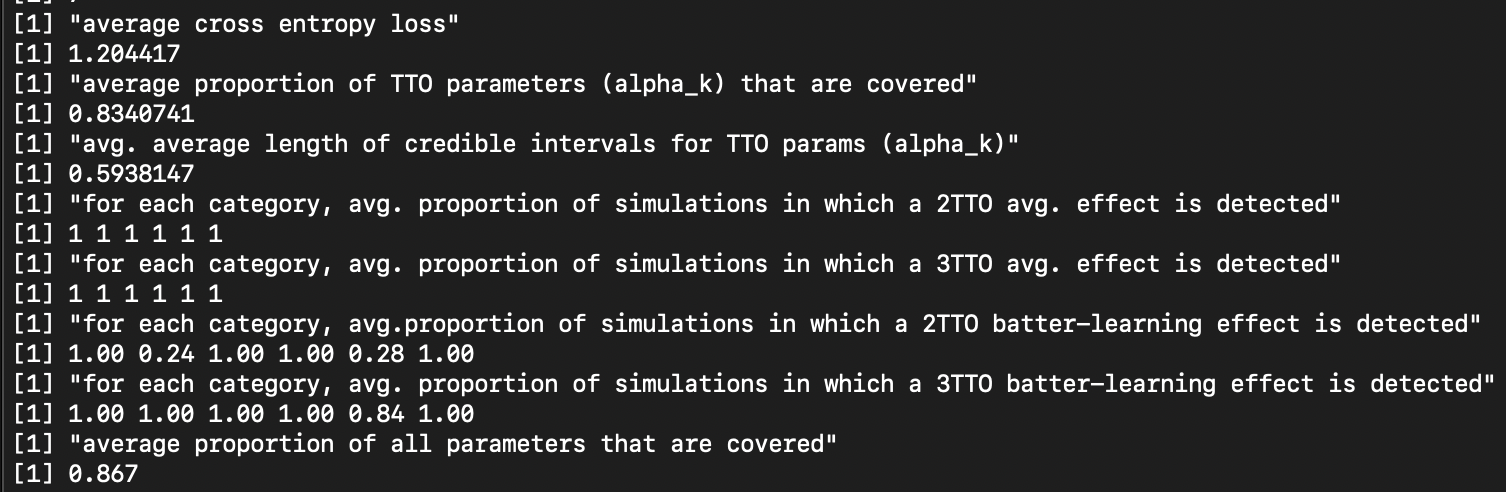 [1] "average cross entropy loss"
[1] 1.204417
[1] "average proportion of TTO parameters (alpha_k) that are covered"
[1] 0.8340741
[1] "avg. average length of credible intervals for TTO params (alpha_k)"
[1] 0.5938147
[1] "for each category, avg. proportion of simulations in which a 2TTO avg. effect is detected"
[1] 1 1 1 1 1 1
[1] "for each category, avg. proportion of simulations in which a 3TTO avg. effect is detected"
[1] 1 1 1 1 1 1
[1] "for each category, avg.proportion of simulations in which a 2TTO batter-learning effect is detected"
[1] 1.00 0.24 1.00 1.00 0.28 1.00
[1] "for each category, avg. proportion of simulations in which a 3TTO batter-learning effect is detected"
[1] 1.00 1.00 1.00 1.00 0.84 1.00
[1] "average proportion of all parameters that are covered"
[1] 0.867